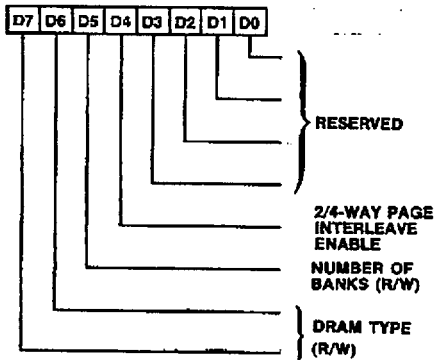 D7 D6 D5 D4 D3 D2 D1 D0
RESERVED
2/4-WAY PAGE
INTERLEAVE
ENABLE
NUMBER OF
BANKS (R/W)
DRAM TYPE
(R/W)